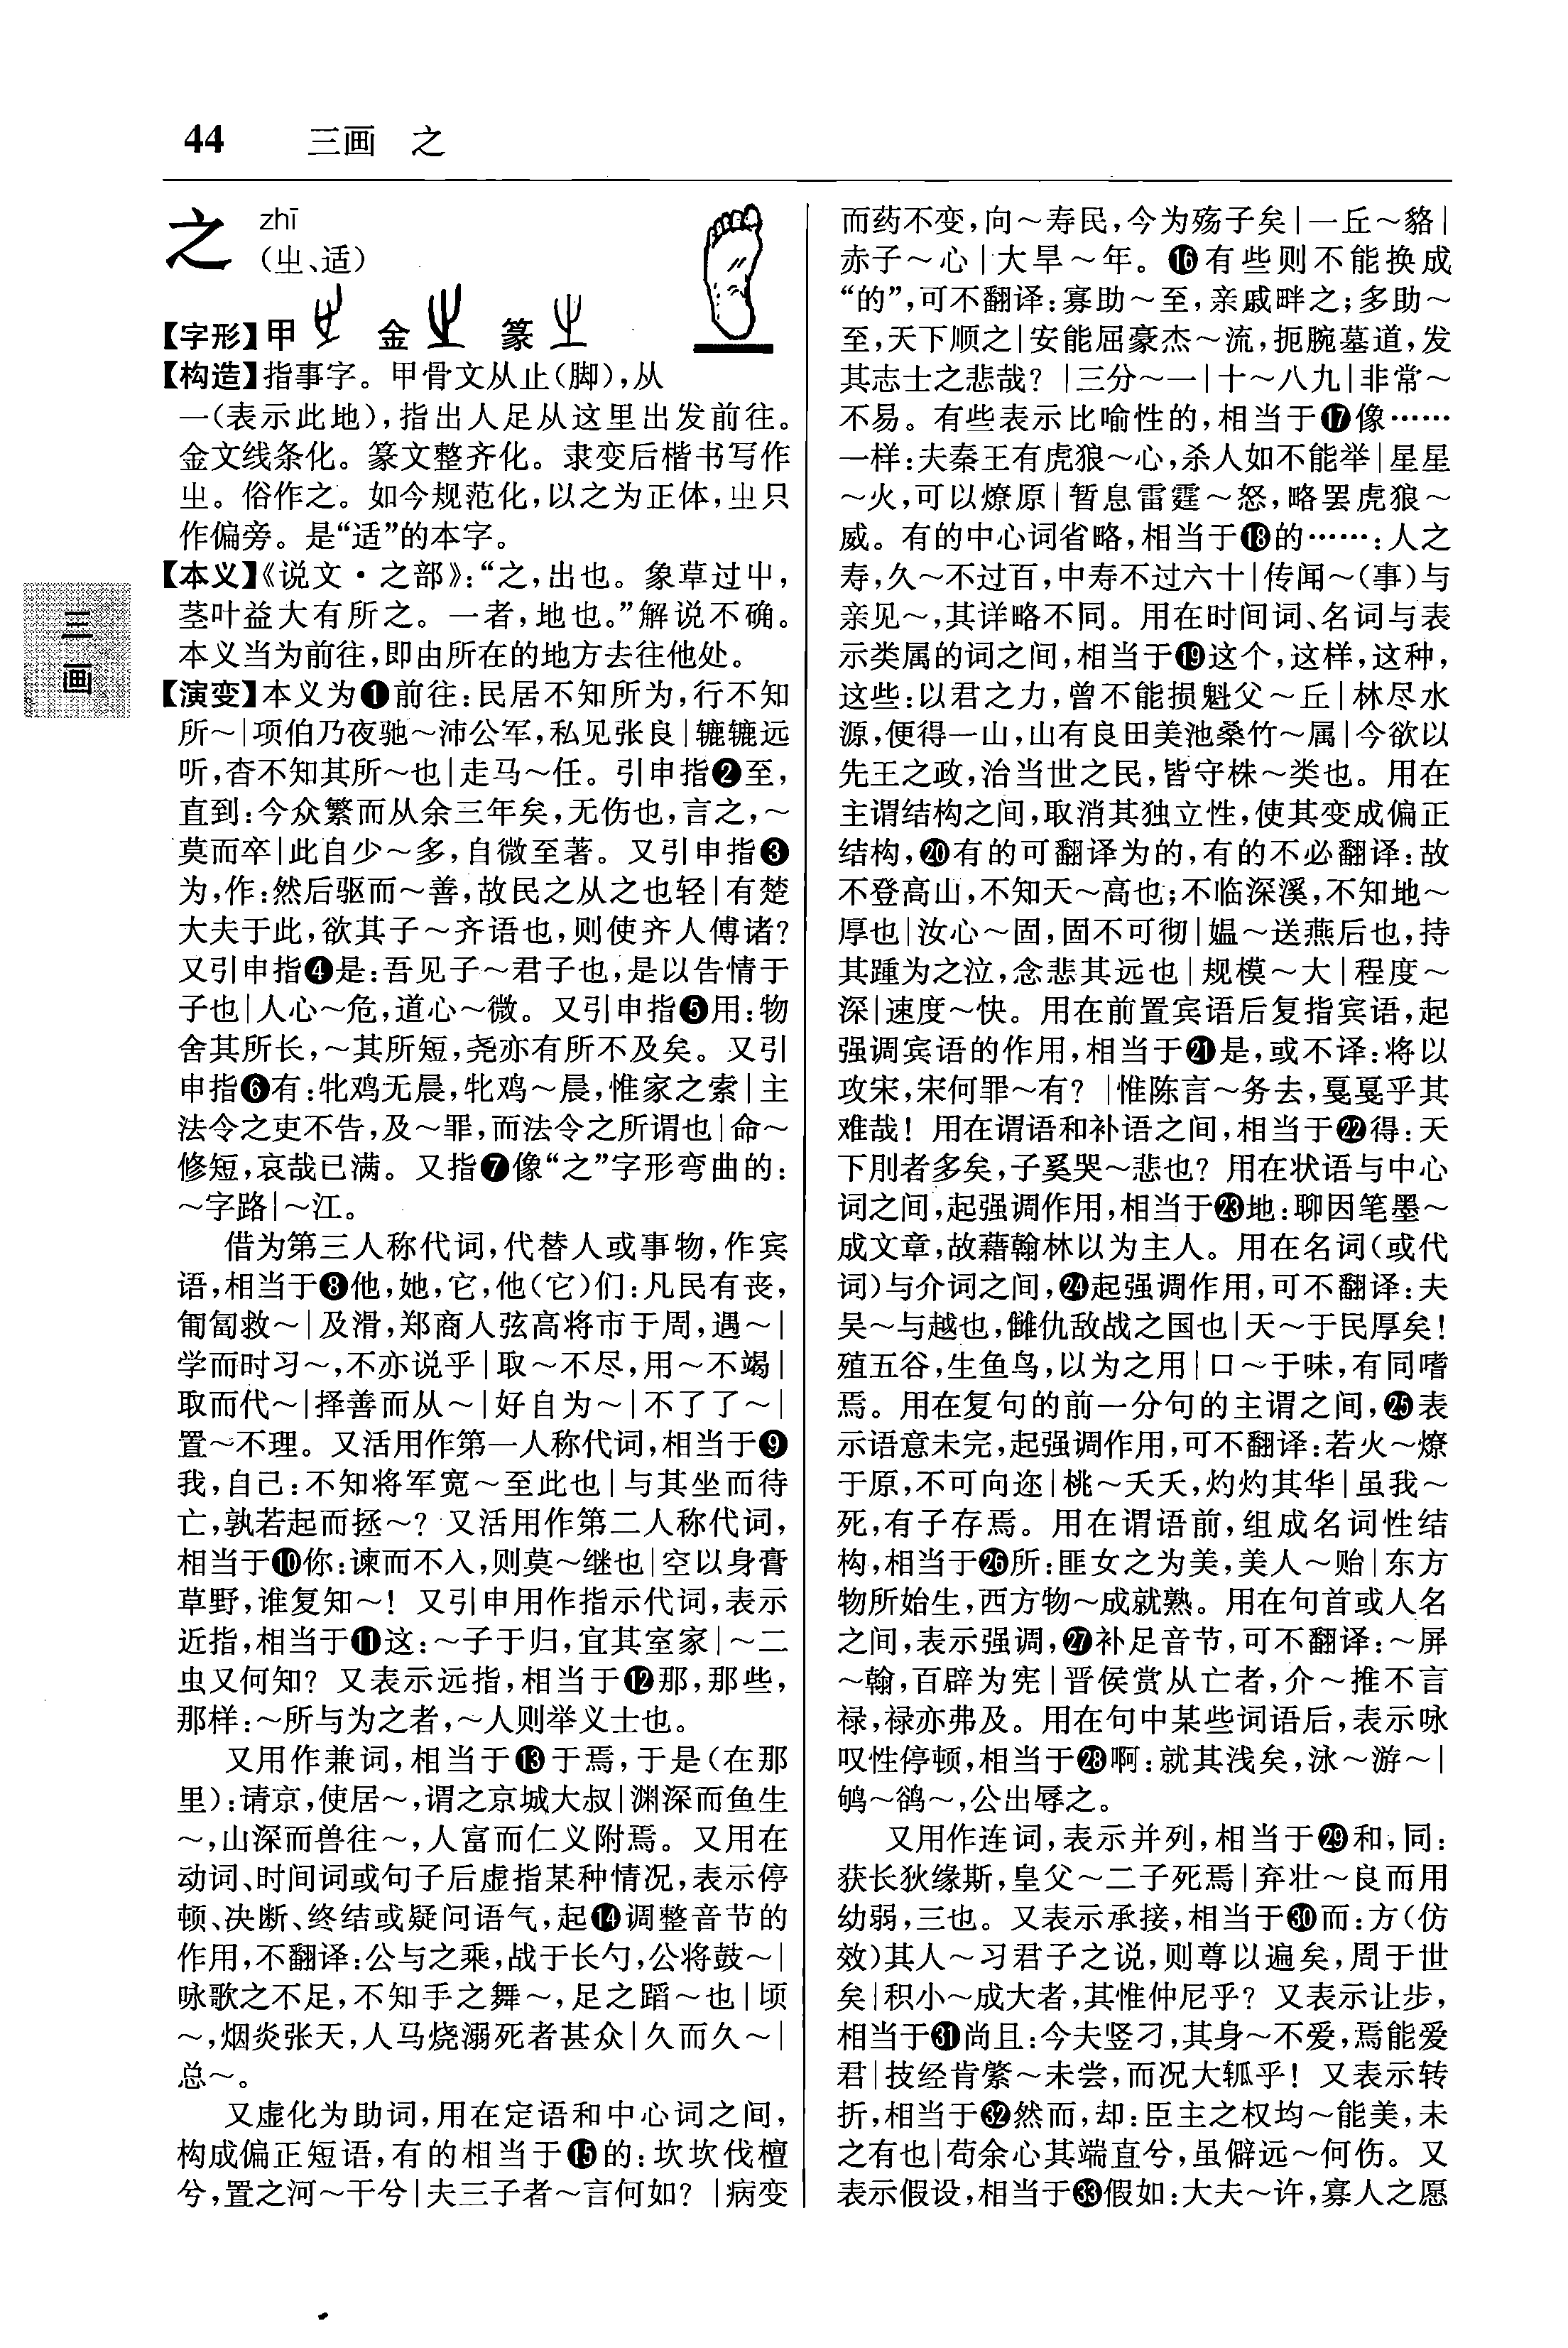 44 三画 之
之 zhī
(㞢、适)
【字形】甲 金 篆
【构造】指事字。甲骨文从止(脚),从
一(表示此地),指出人足从这里出发前往。
金文线条化。篆文整齐化。隶变后楷书写作
㞢。俗作之。如今规范化,以之为正体,㞢只
作偏旁。是“适”的本字。
【本义】《说文·之部》:“之,出也。象草过屮,
茎叶益大有所之。一者,地也。”解说不确。
本义当为前往,即由所在的地方去往他处。
【演变】本义为❶前往:民居不知所为,行不知
所~|项伯乃夜驰~沛公军,私见张良|辘辘远
听,杳不知其所~也|走马~任。引申指❷至,
直到:今众繁而从余三年矣,无伤也,言之,~
莫而卒|此自少~多,自微至著。又引申指❸
为,作:然后驱而~善,故民之从之也轻|有楚
大夫于此,欲其子~齐语也,则使齐人傅诸?
又引申指❹是:吾见子~君子也,是以告情于
子也|人心~危,道心~微。又引申指❺用:物
舍其所长,~其所短,尧亦有所不及矣。又引
申指❻有:牝鸡无晨,牝鸡~晨,惟家之索|主
法令之吏不告,及~罪,而法令之所谓也|命~
修短,哀哉已满。又指❼像“之”字形弯曲的:
~字路|~江。
借为第三人称代词,代替人或事物,作宾
语,相当于❽他,她,它,他(它)们:凡民有丧,
匍匐救~|及滑,郑商人弦高将市于周,遇~|
学而时习~,不亦说乎|取~不尽,用~不竭|
取而代~|择善而从~|好自为~|不了了~|
置~不理。又活用作第一人称代词,相当于❾
我,自己:不知将军宽~至此也|与其坐而待
亡,孰若起而拯~?又活用作第二人称代词,
相当于❿你:谏而不入,则莫~继也|空以身膏
草野,谁复知~!又引申用作指示代词,表示
近指,相当于⓫这:~子于归,宜其室家|~二
虫又何知?又表示远指,相当于⓬那,那些,
那样:~所与为之者,~人则举义士也。
又用作兼词,相当于⓭于焉,于是(在那
里):请京,使居~,谓之京城大叔|渊深而鱼生
~,山深而兽往~,人富而仁义附焉。又用在
动词、时间词或句子后虚指某种情况,表示停
顿、决断、终结或疑问语气,起⓮调整音节的
作用,不翻译:公与之乘,战于长勺,公将鼓~|
咏歌之不足,不知手之舞~,足之蹈~也|顷
~,烟炎张天,人马烧溺死者甚众|久而久~|
总~。
又虚化为助词,用在定语和中心词之间,
构成偏正短语,有的相当于⓯的:坎坎伐檀
兮,置之河~干兮|夫三子者~言何如?|病变
而药不变,向~寿民,今为殇子矣|一丘~貉|
赤子~心|大旱~年。⓰有些则不能换成
“的”,可不翻译:寡助~至,亲戚畔之;多助~
至,天下顺之|安能屈豪杰~流,扼腕墓道,发
其志士之悲哉?|三分~一|十~八九|非常~
不易。有些表示比喻性的,相当于⓱像……
一样:夫秦王有虎狼~心,杀人如不能举|星星
~火,可以燎原|暂息雷霆~怒,略罢虎狼~
威。有的中心词省略,相当于⓲的……:人之
寿,久~不过百,中寿不过六十|传闻~(事)与
亲见~,其详略不同。用在时间词、名词与表
示类属的词之间,相当于⓳这个,这样,这种,
这些:以君之力,曾不能损魁父~丘|林尽水
源,便得一山,山有良田美池桑竹~属|今欲以
先王之政,治当世之民,皆守株~类也。用在
主谓结构之间,取消其独立性,使其变成偏正
结构,⓴有的可翻译为的,有的不必翻译:故
不登高山,不知天~高也;不临深溪,不知地~
厚也|汝心~固,固不可彻|媪~送燕后也,持
其踵为之泣,念悲其远也|规模~大|程度~
深|速度~快。用在前置宾语后复指宾语,起
强调宾语的作用,相当于㉑是,或不译:将以
攻宋,宋何罪~有?|惟陈言~务去,戛戛乎其
难哉!用在谓语和补语之间,相当于㉒得:天
下刖者多矣,子奚哭~悲也?用在状语与中心
词之间,起强调作用,相当于㉓地:聊因笔墨~
成文章,故藉翰林以为主人。用在名词(或代
词)与介词之间,㉔起强调作用,可不翻译:夫
吴~与越也,雠仇敌战之国也|天~于民厚矣!
殖五谷,生鱼鸟,以为之用|口~于味,有同嗜
焉。用在复句的前一分句的主谓之间,㉕表
示语意未完,起强调作用,可不翻译:若火~燎
于原,不可向迩|桃~夭夭,灼灼其华|虽我~
死,有子存焉。用在谓语前,组成名词性结
构,相当于㉖所:匪女之为美,美人~贻|东方
物所始生,西方物~成就熟。用在句首或人名
之间,表示强调,㉗补足音节,可不翻译:~屏
~翰,百辟为宪|晋侯赏从亡者,介~推不言
禄,禄亦弗及。用在句中某些词语后,表示咏
叹性停顿,相当于㉘啊:就其浅矣,泳~游~|
鸲~鹆~,公出辱之。
又用作连词,表示并列,相当于㉙和,同:
获长狄缘斯,皇父~二子死焉|弃壮~良而用
幼弱,三也。又表示承接,相当于㉚而:方(仿
效)其人~习君子之说,则尊以遍矣,周于世
矣|积小~成大者,其惟仲尼乎?又表示让步,
相当于㉛尚且:今夫竖刁,其身~不爱,焉能爱
君|技经肯綮~未尝,而况大軱乎!又表示转
折,相当于㉜然而,却:臣主之权均~能美,未
之有也|苟余心其端直兮,虽僻远~何伤。又
表示假设,相当于㉝假如:大夫~许,寡人之愿
三画